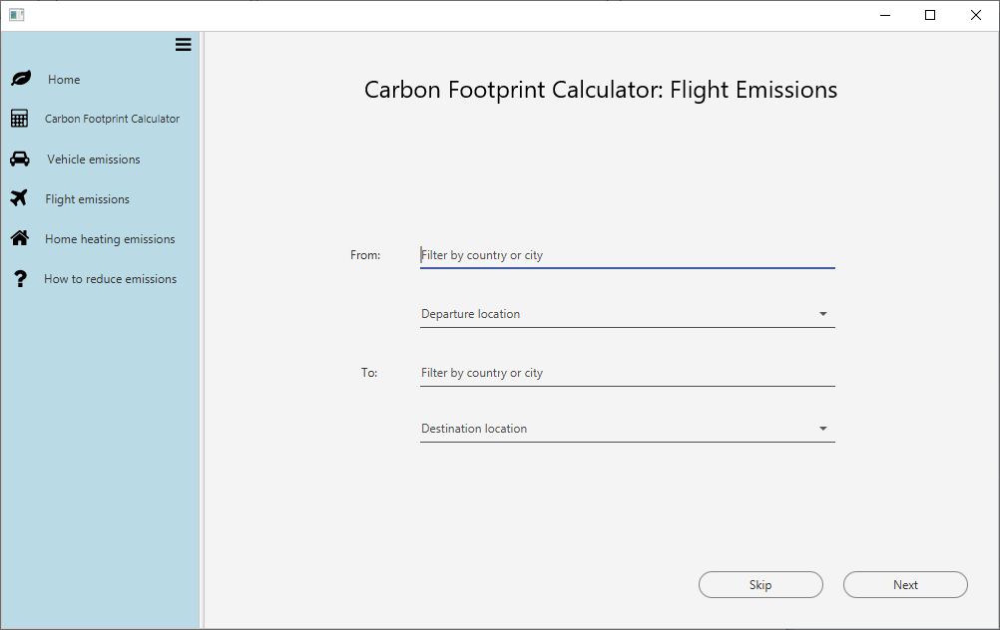 Home
Carbon Footprint Calculator
Vehicle emissions
Flight emissions
Home heating emissions
How to reduce emissions
Carbon Footprint Calculator: Flight Emissions
From: Filter by country or city
Departure location
To: Filter by country or city
Destination location
Skip Next